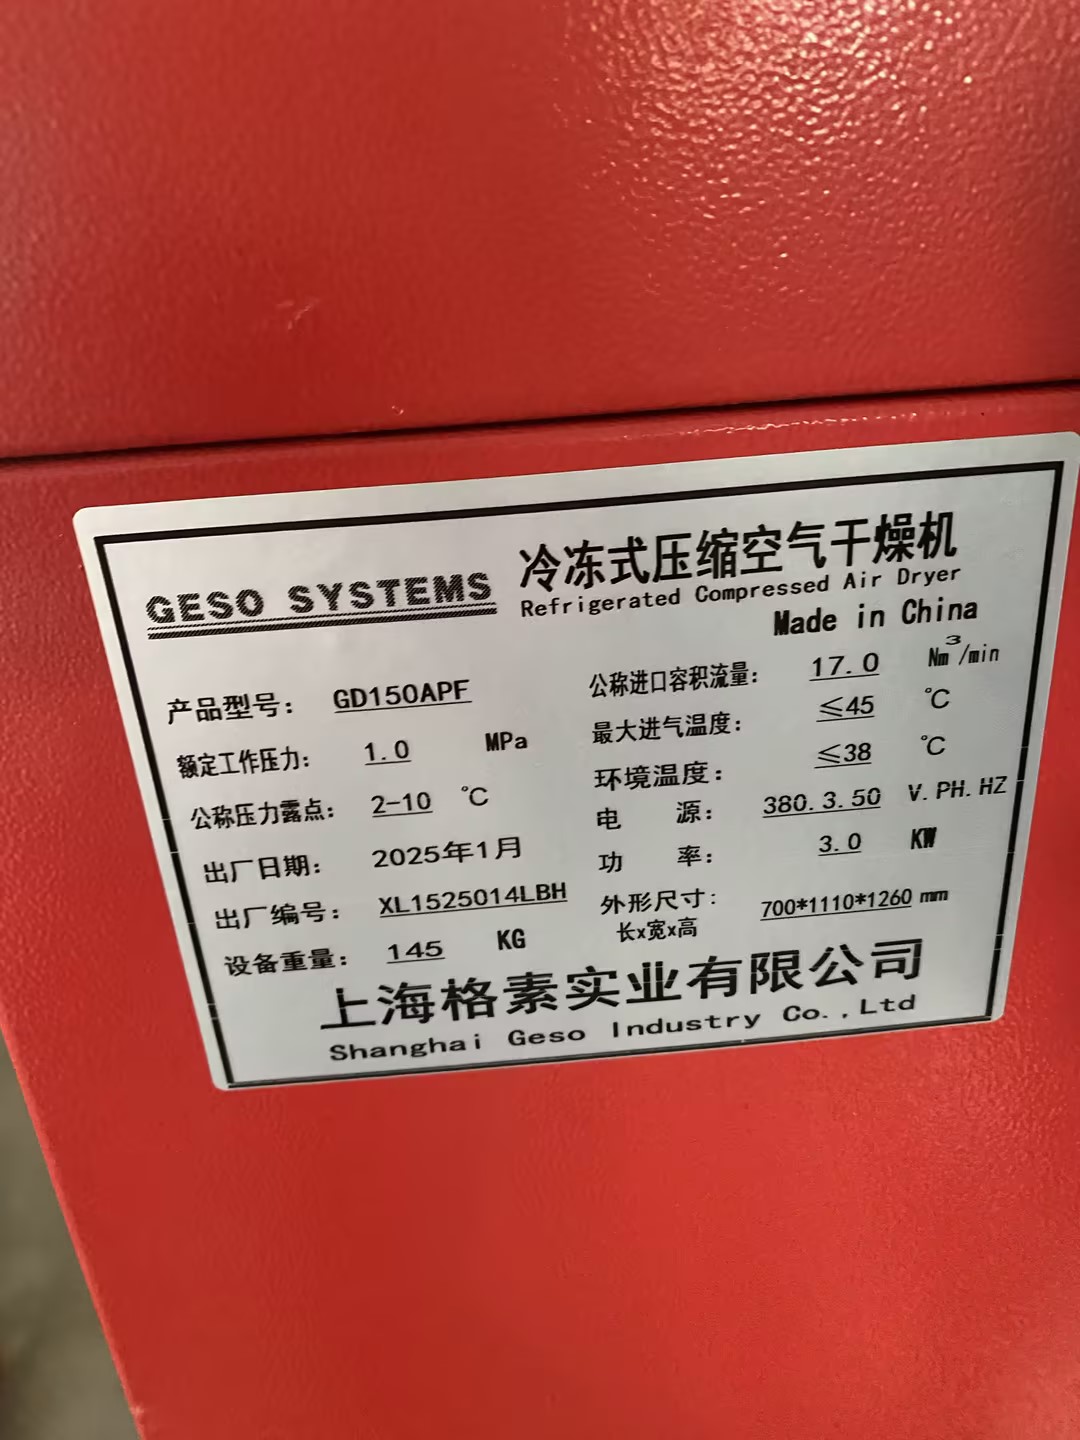 GESO SYSTEMS
冷冻式压缩空气干燥机
Refrigerated Compressed Air Dryer
Made in China
产品型号: GD150APF
公称进口容积流量: 17.0 Nm³/min
额定工作压力: 1.0 MPa
最大进气温度: ≤45 ℃
公称压力露点: 2-10 ℃
环境温度: ≤38 ℃
出厂日期: 2025年1月
电 源: 380.3.50 V.PH.HZ
出厂编号: XL1525014LBH
功 率: 3.0 KW
设备重量: 145 KG
外形尺寸: 700*1110*1260 mm
长x宽x高
上海格素实业有限公司
Shanghai Geso Industry Co.,Ltd